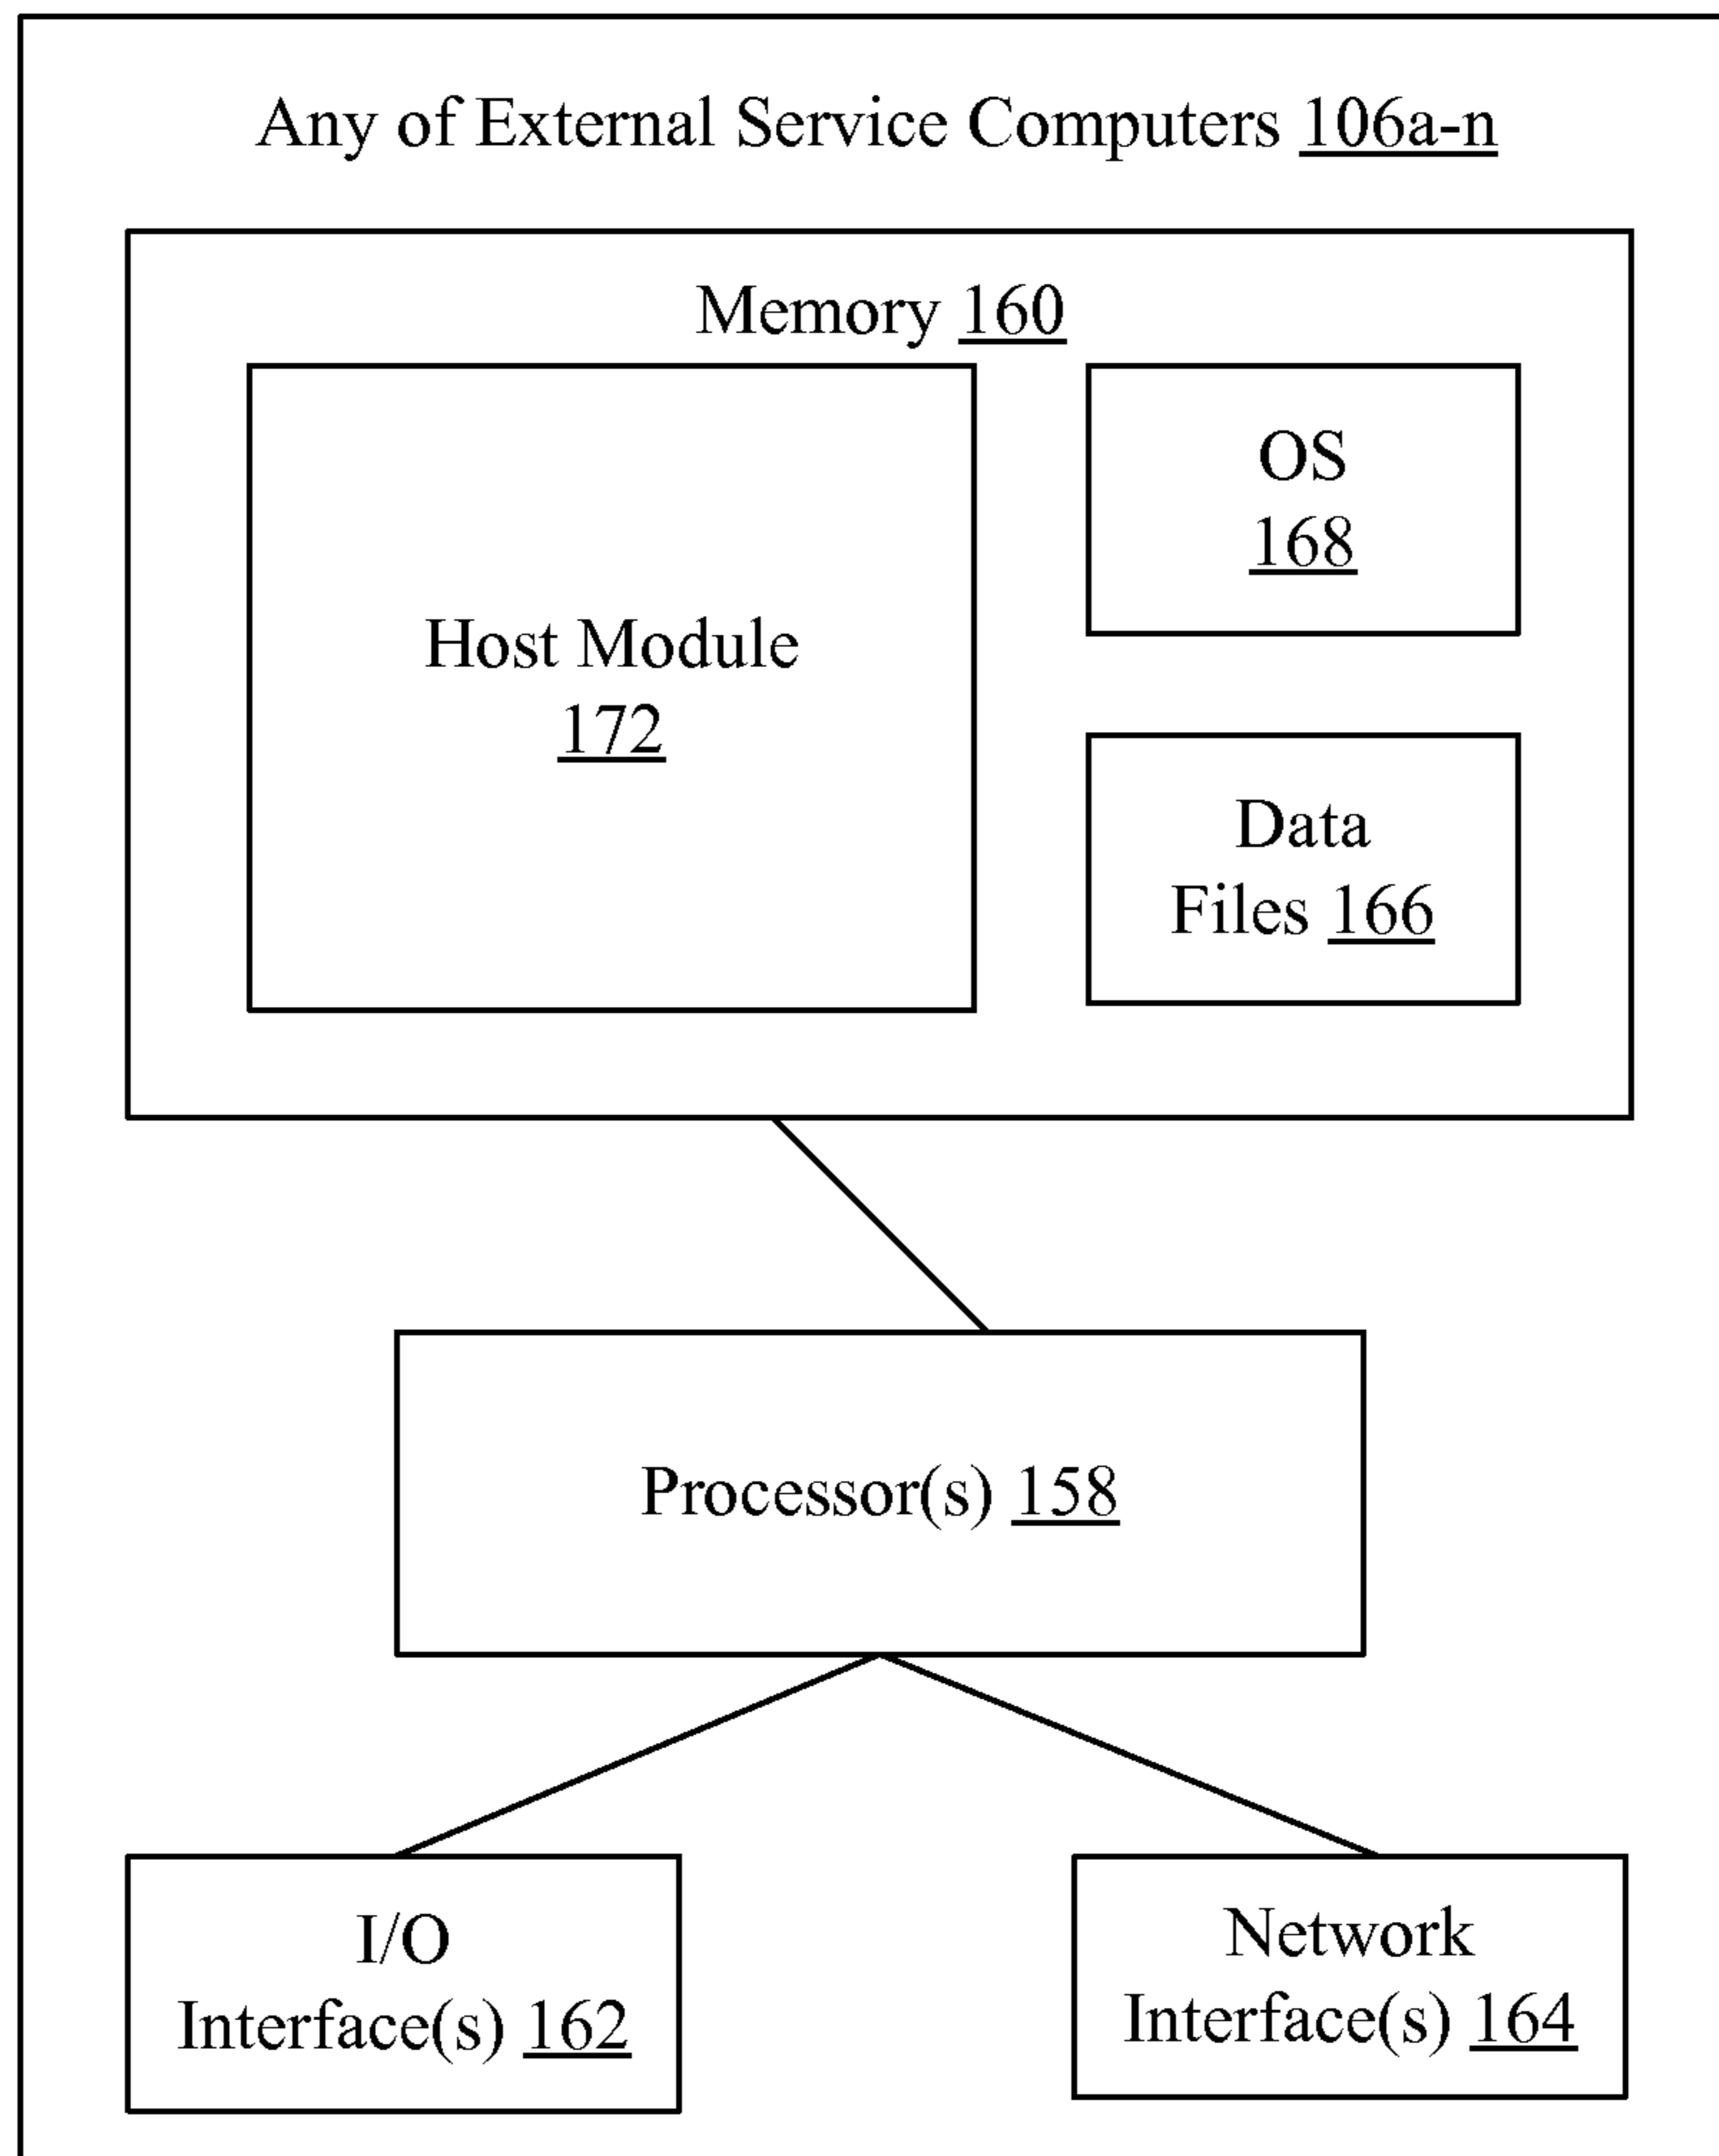 Any of External Service Computers 106a-n
Memory 160
Host Module
172
OS
168
Data
Files 166
Processor(s) 158
I/O
Interface(s) 162
Network
Interface(s) 164